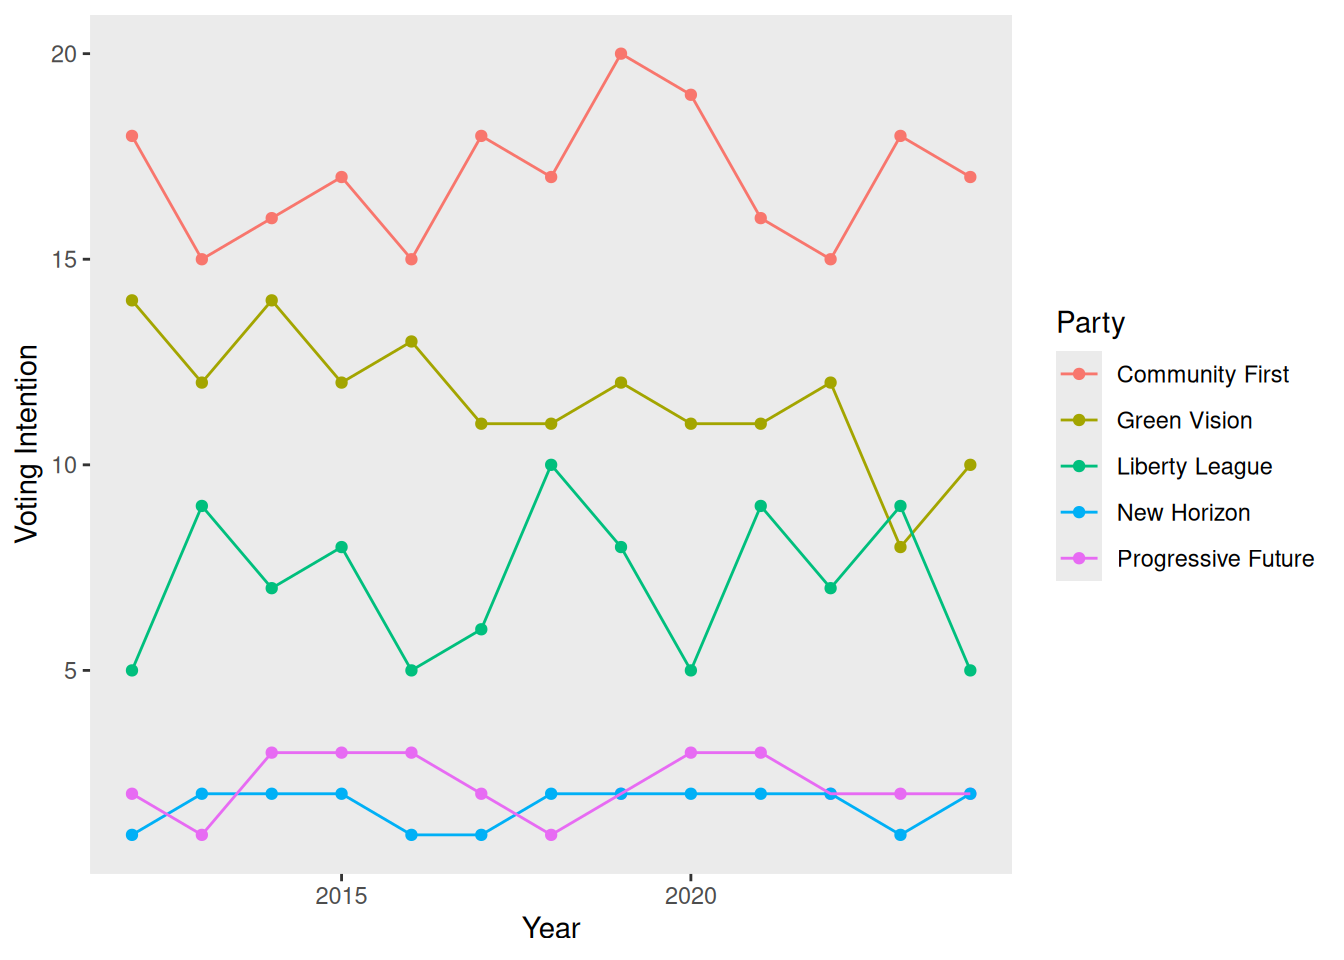 20
15
10
5
Voting Intention
2015
2020
Year
Party
Community First
Green Vision
Liberty League
New Horizon
Progressive Future